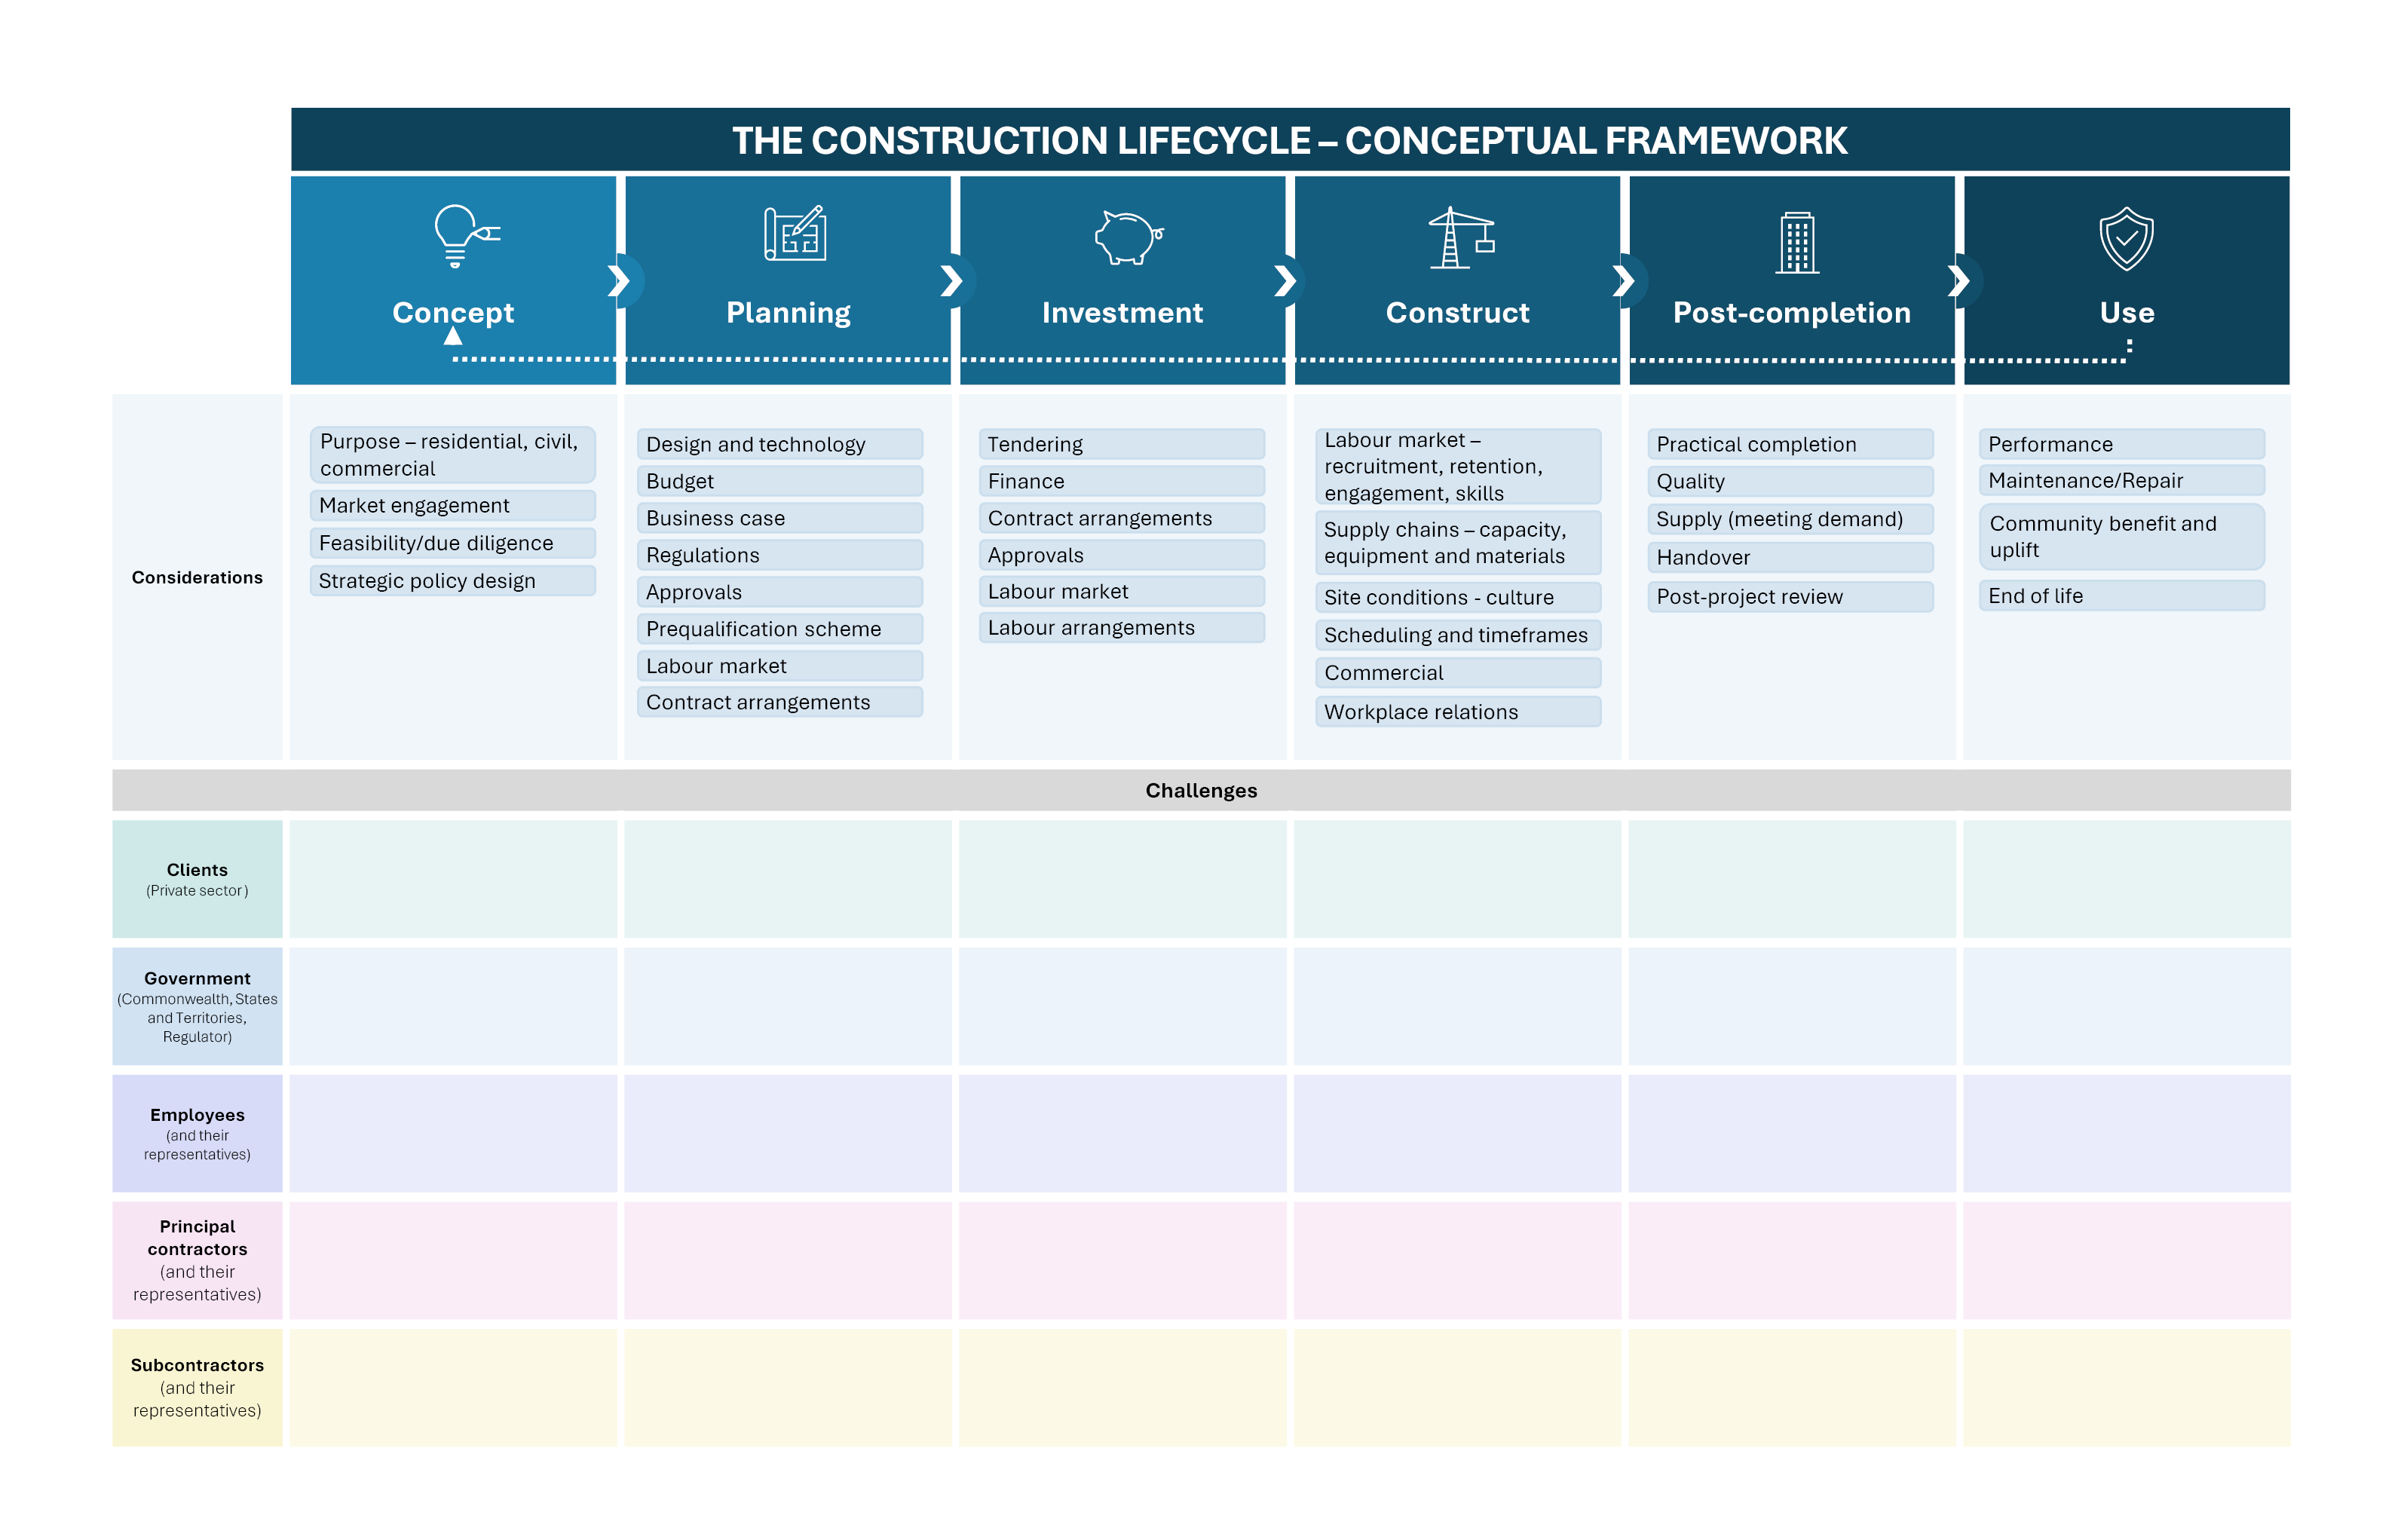 THE CONSTRUCTION LIFECYCLE – CONCEPTUAL FRAMEWORK
Concept
Planning
Investment
Construct
Post-completion
Use
Considerations
Purpose – residential, civil,
commercial
Market engagement
Feasibility/due diligence
Strategic policy design
Design and technology
Budget
Business case
Regulations
Approvals
Prequalification scheme
Labour market
Contract arrangements
Tendering
Finance
Contract arrangements
Approvals
Labour market
Labour arrangements
Labour market –
recruitment, retention,
engagement, skills
Supply chains – capacity,
equipment and materials
Site conditions - culture
Scheduling and timeframes
Commercial
Workplace relations
Practical completion
Quality
Supply (meeting demand)
Handover
Post-project review
Performance
Maintenance/Repair
Community benefit and
uplift
End of life
Challenges
Clients
(Private sector)
Government
(Commonwealth, States
and Territories,
Regulator)
Employees
(and their
representatives)
Principal
contractors
(and their
representatives)
Subcontractors
(and their
representatives)